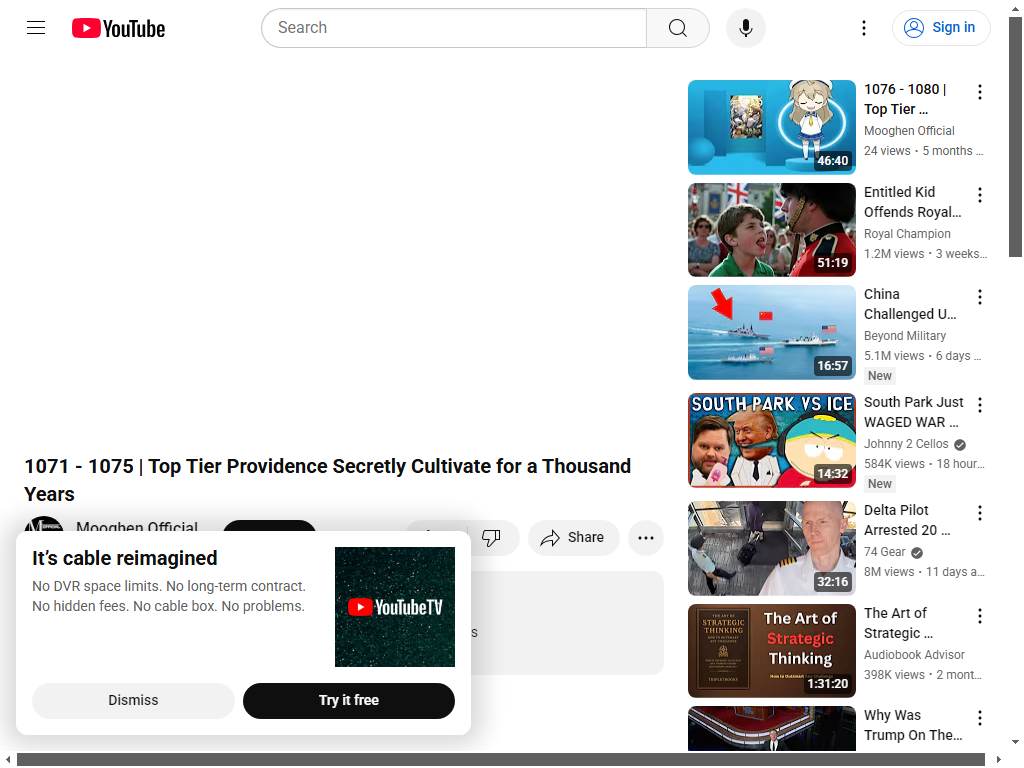 YouTube
Search
Sign in
46:40
1076 - 1080 |
Top Tier ...
Mooghen Official
24 views • 5 months ...
51:19
Entitled Kid
Offends Royal...
Royal Champion
1.2M views • 3 weeks...
16:57
China
Challenged U...
Beyond Military
5.1M views • 6 days ...
New
SOUTH PARK VS ICE
14:32
South Park Just
WAGED WAR ...
Johnny 2 Cellos
584K views • 18 hour...
New
32:16
Delta Pilot
Arrested 20 ...
74 Gear
8M views • 11 days a...
STRATEGIC
THINKING
The Art of
Strategic
Thinking
1:31:20
The Art of
Strategic ...
Audiobook Advisor
398K views • 2 mont...
Why Was
Trump On The...
1071 - 1075 | Top Tier Providence Secretly Cultivate for a Thousand
Years
Mooghen Official
Share
It's cable reimagined
No DVR space limits. No long-term contract.
No hidden fees. No cable box. No problems.
YouTubeTV
Dismiss
Try it free